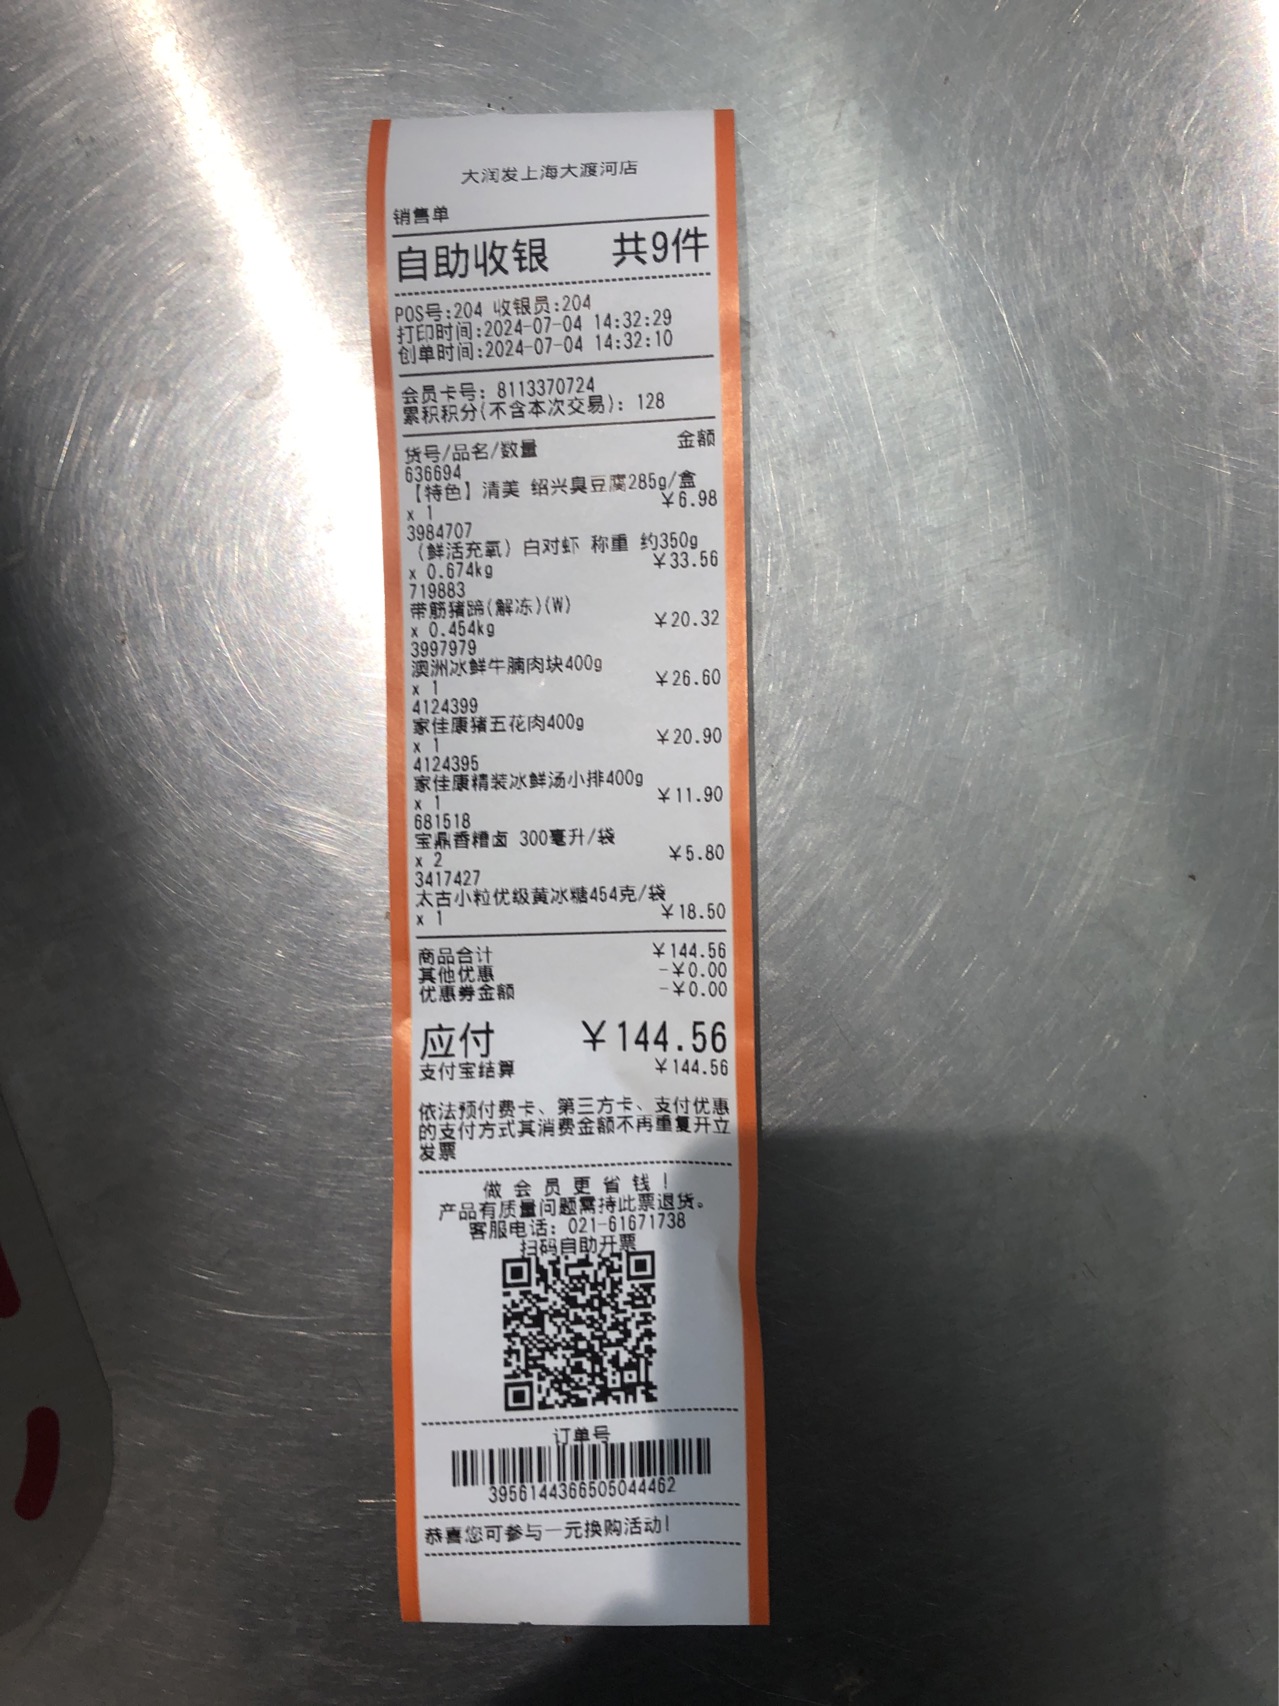 大润发上海大渡河店
销售单
自助收银 共9件
POS号:204 收银员:204
打印时间:2024-07-04 14:32:29
创单时间:2024-07-04 14:32:10
会员卡号: 8113370724
累积积分(不含本次交易): 128
货号/品名/数量 金额
636694
【特色】清美 绍兴臭豆腐285g/盒
x 1 ¥6.98
3984707
(鲜活充氧) 白对虾 称重 约350g
x 0.674kg ¥33.56
719883
带筋猪蹄(解冻)(W)
x 0.454kg ¥20.32
3997979
澳洲冰鲜牛腩肉块400g
x 1 ¥26.60
4124399
家佳康猪五花肉400g
x 1 ¥20.90
4124395
家佳康精装冰鲜汤小排400g
x 1 ¥11.90
681518
宝鼎香糟卤 300毫升/袋
x 2 ¥5.80
3417427
太古小粒优级黄冰糖454克/袋
x 1 ¥18.50
商品合计 ¥144.56
其他优惠 -¥0.00
优惠券金额 -¥0.00
应付 ¥144.56
支付宝结算 ¥144.56
依法预付费卡、第三方卡、支付优惠
的支付方式其消费金额不再重复开立
发票
做会员更省钱!
产品有质量问题需持此票退货。
客服电话: 021-61671738
扫码自助开票
订单号
3956144366505044462
恭喜您可参与一元换购活动!